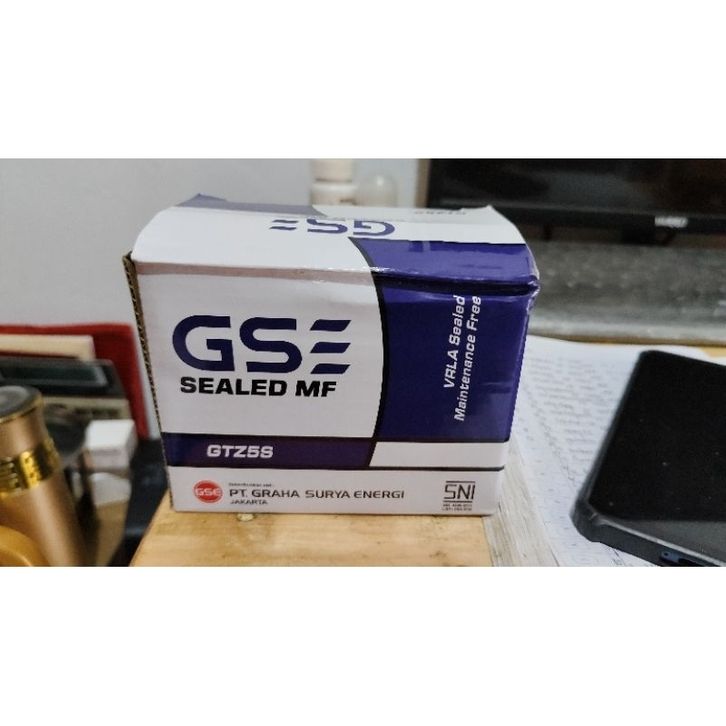 GSE
GSE
SEALED MF
VRLA Sealed
Maintenance Free
GTZ5S
GSE
PT. GRAHA SURYA ENERGI
JAKARTA
SNI